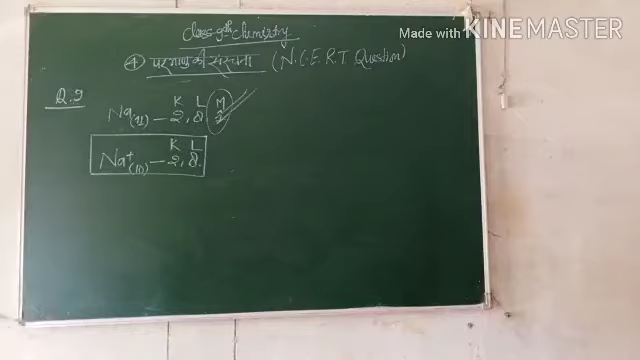 Made with KINEMASTER
Class 9th Chemistry
④ परमाणु की संरचना (N.C.E.R.T Question)
Q.9
K L M
Na(11) — 2, 8, 1
K L
Na+(10) — 2, 8.